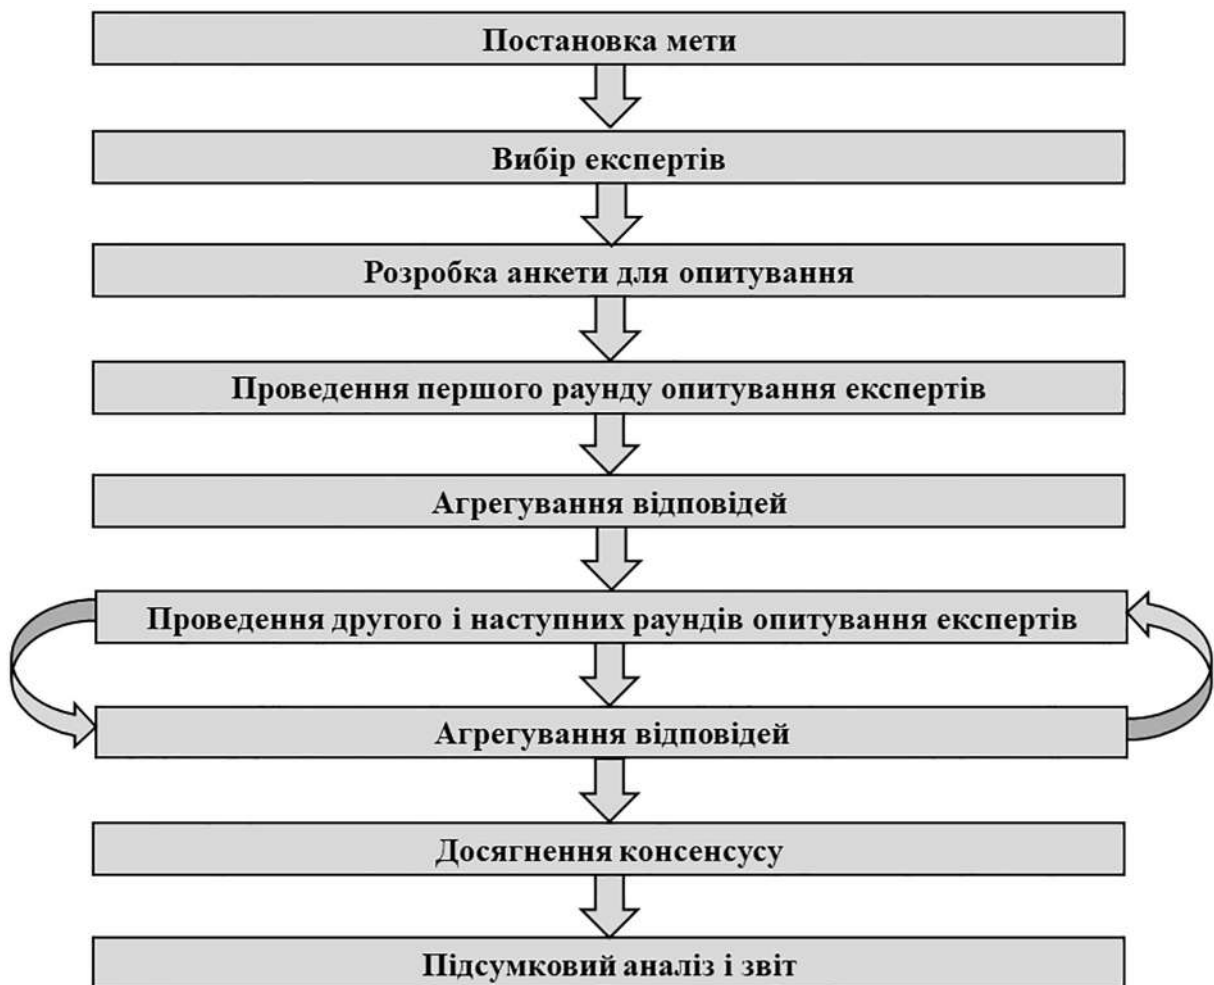 Постановка мети
Вибір експертів
Розробка анкети для опитування
Проведення першого раунду опитування експертів
Агрегування відповідей
Проведення другого і наступних раундів опитування експертів
Агрегування відповідей
Досягнення консенсусу
Підсумковий аналіз і звіт